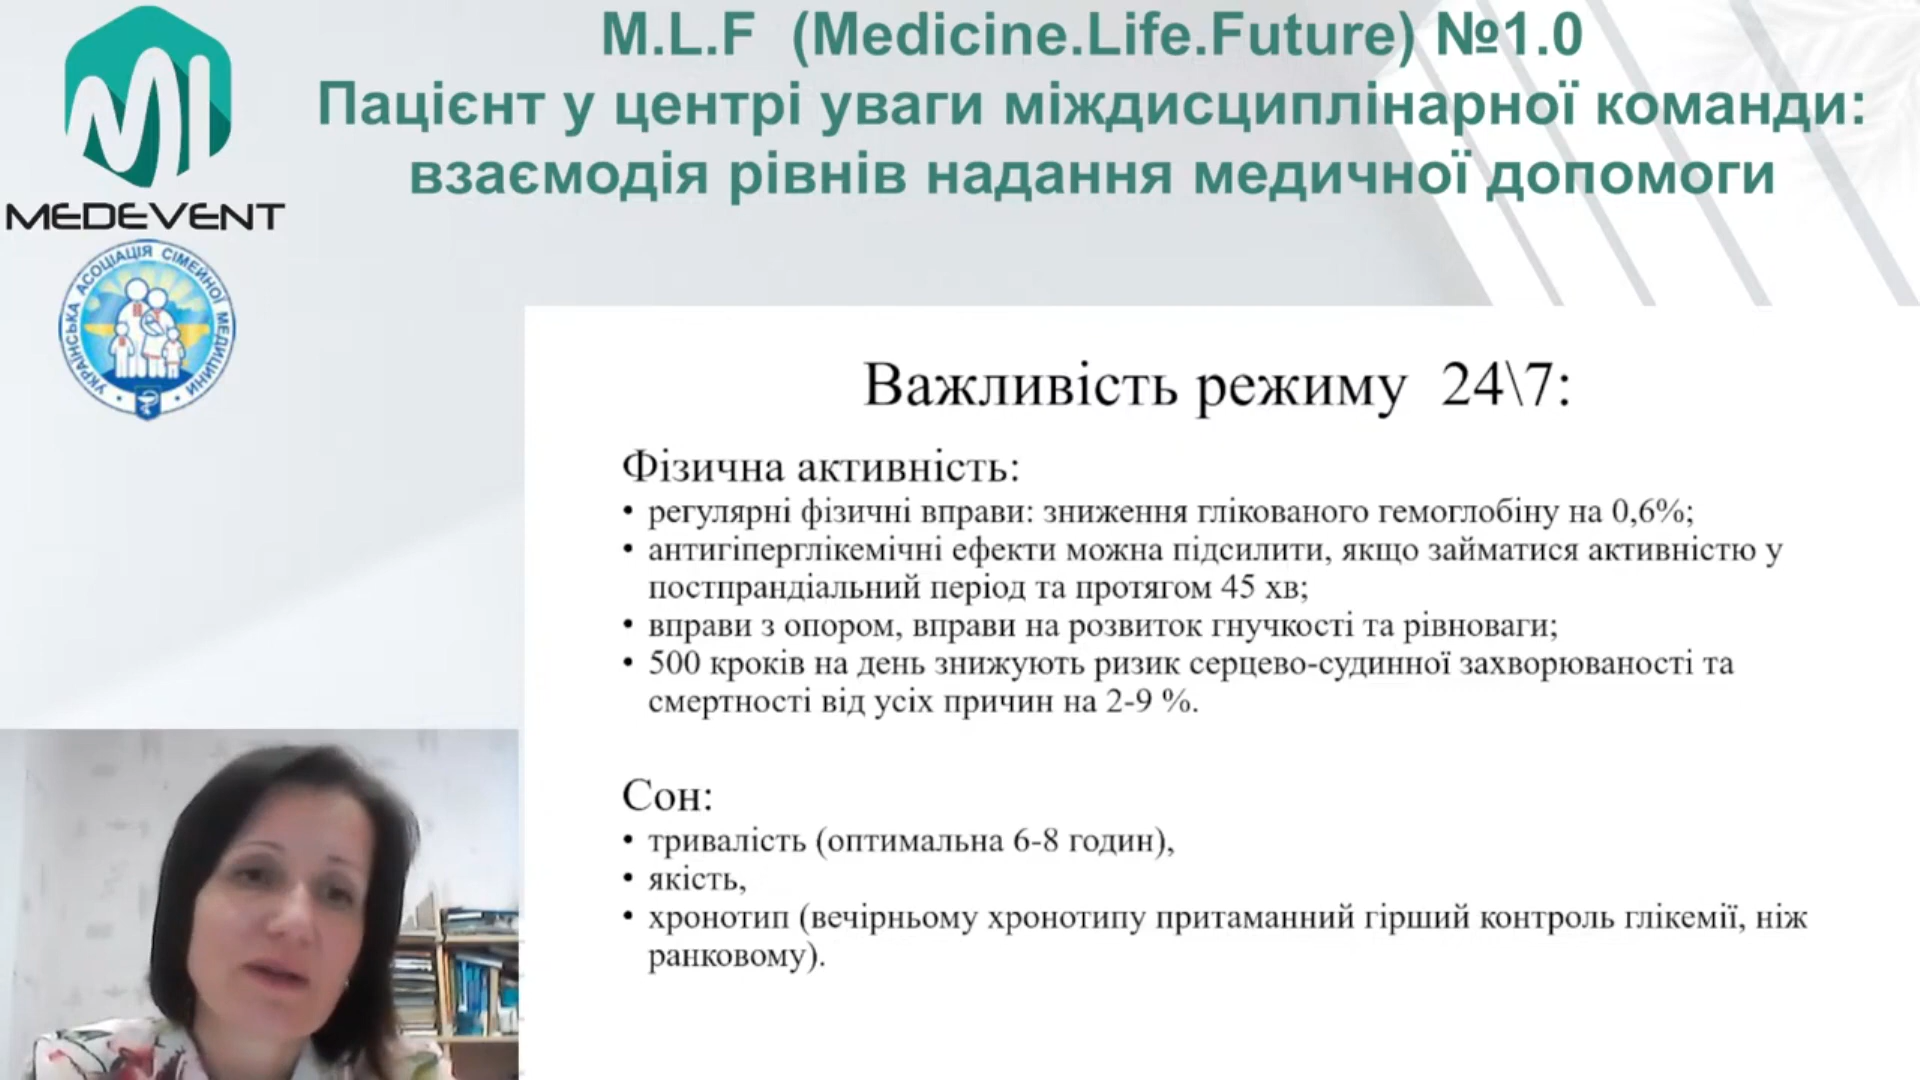 M.L.F (Medicine.Life.Future) №1.0
Пацієнт у центрі уваги міждисциплінарної команди:
взаємодія рівнів надання медичної допомоги
MEDEVENT
УКРАЇНСЬКА АСОЦІАЦІЯ СІМЕЙНОЇ МЕДИЦИНИ
Важливість режиму 24\7:
Фізична активність:
• регулярні фізичні вправи: зниження глікованого гемоглобіну на 0,6%;
• антигіперглікемічні ефекти можна підсилити, якщо займатися активністю у
постпрандіальний період та протягом 45 хв;
• вправи з опором, вправи на розвиток гнучкості та рівноваги;
• 500 кроків на день знижують ризик серцево-судинної захворюваності та
смертності від усіх причин на 2-9 %.
Сон:
• тривалість (оптимальна 6-8 годин),
• якість,
• хронотип (вечірньому хронотипу притаманний гірший контроль глікемії, ніж
ранковому).